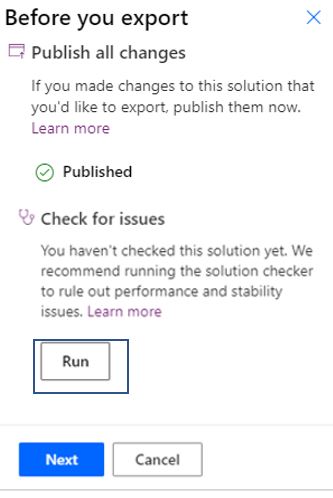 Before you export
Publish all changes
If you made changes to this solution that
you'd like to export, publish them now.
Learn more
Published
Check for issues
You haven't checked this solution yet. We
recommend running the solution checker
to rule out performance and stability
issues. Learn more
Run
Next Cancel